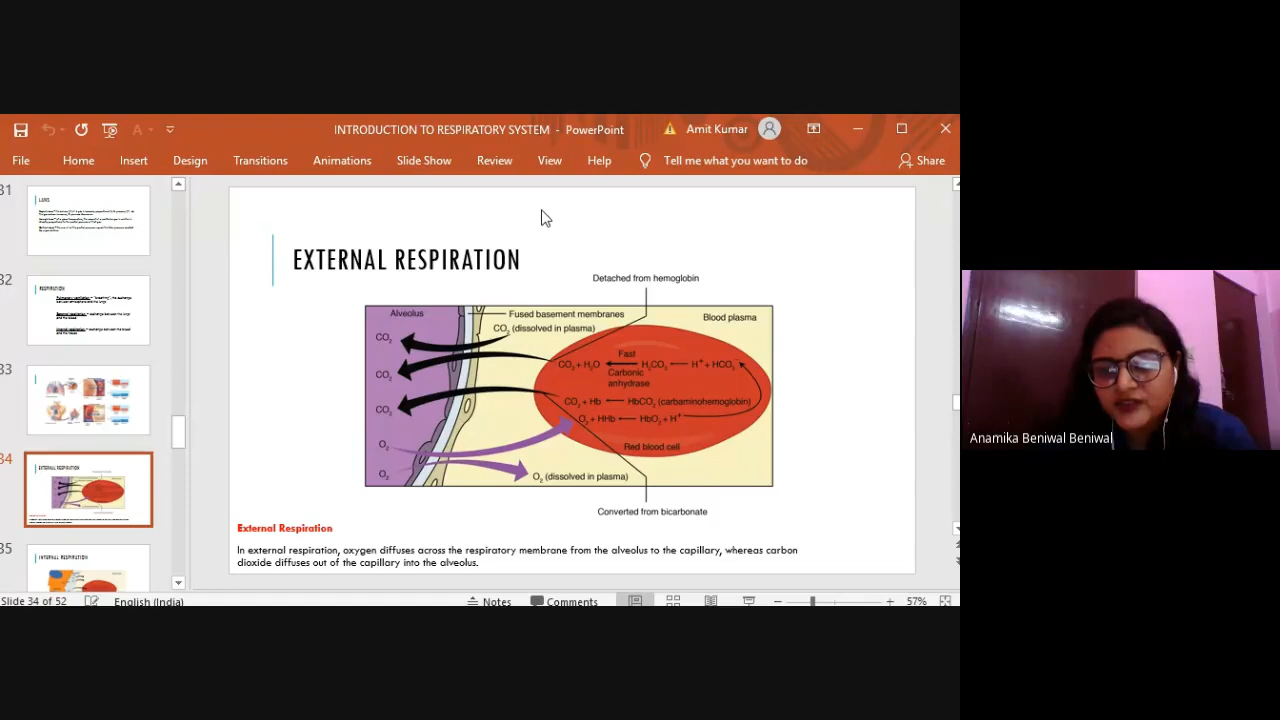 INTRODUCTION TO RESPIRATORY SYSTEM - PowerPoint
Amit Kumar
File Home Insert Design Transitions Animations Slide Show Review View Help Tell me what you want to do Share
31
LAWS
32
RESPIRATION
33
34
EXTERNAL RESPIRATION
35
INTERNAL RESPIRATION
EXTERNAL RESPIRATION
Detached from hemoglobin
Alveolus
Fused basement membranes
Blood plasma
CO2 (dissolved in plasma)
CO2
Fast
CO2 + H2O ← H2CO3 ← H+ + HCO3-
Carbonic
anhydrase
CO2
CO2 + Hb ← HbCO2 (carbaminohemoglobin)
CO2
O2 + HHb ← HbO2 + H+
Red blood cell
O2
O2
O2 (dissolved in plasma)
Converted from bicarbonate
External Respiration
In external respiration, oxygen diffuses across the respiratory membrane from the alveolus to the capillary, whereas carbon
dioxide diffuses out of the capillary into the alveolus.
Slide 34 of 52 English (India) Notes Comments 57%
Anamika Beniwal Beniwal